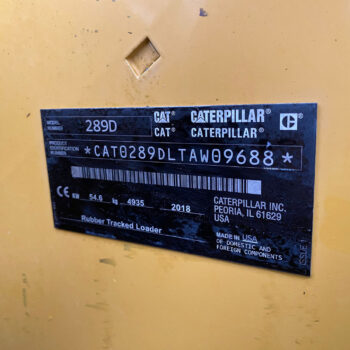 MODEL NUMBER 289D CAT CATERPILLAR C
CAT CATERPILLAR
PRODUCT IDENTIFICATION NUMBER
*CAT0289DLTAW09688*
CE KW 54.6 kg 4935 2018
CATERPILLAR INC.
PEORIA, IL 61629
USA
Rubber Tracked Loader
MADE IN USA
OF DOMESTIC AND
FOREIGN COMPONENTS
ISSUE